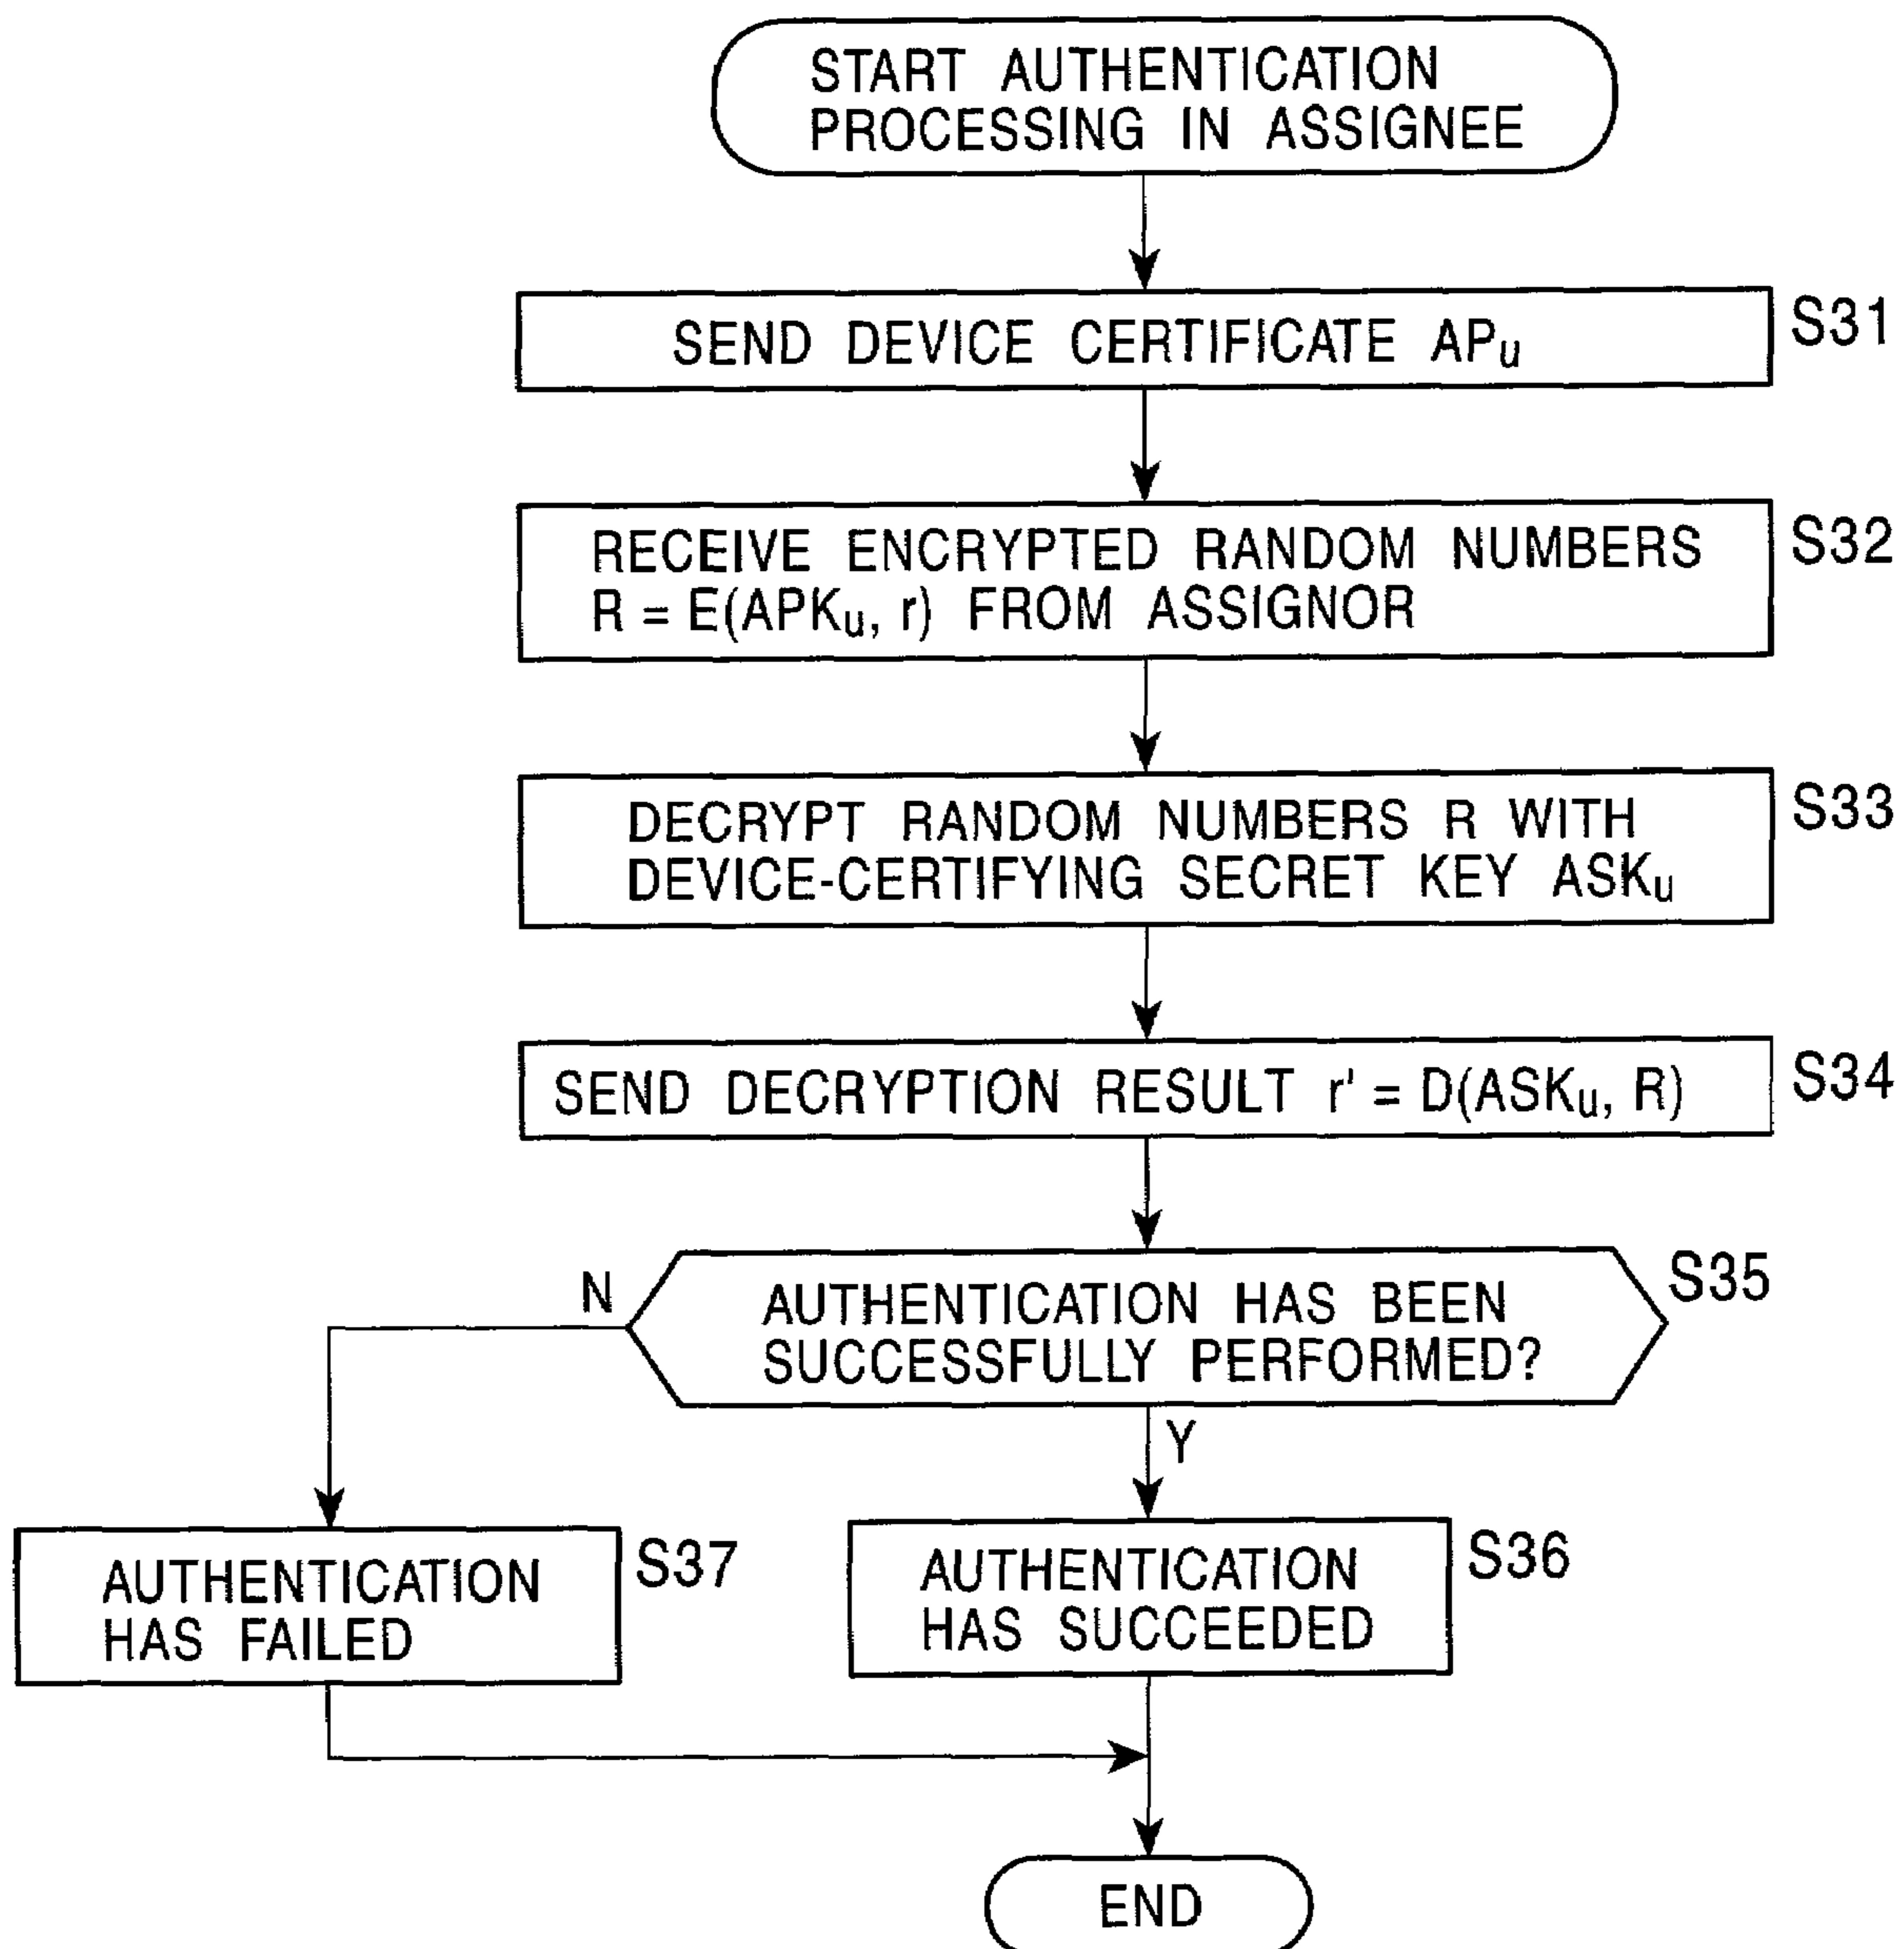 START AUTHENTICATION
PROCESSING IN ASSIGNEE
SEND DEVICE CERTIFICATE APu
S31
RECEIVE ENCRYPTED RANDOM NUMBERS
R = E(APKu, r) FROM ASSIGNOR
S32
DECRYPT RANDOM NUMBERS R WITH
DEVICE-CERTIFYING SECRET KEY ASKu
S33
SEND DECRYPTION RESULT r' = D(ASKu, R)
S34
AUTHENTICATION HAS BEEN
SUCCESSFULLY PERFORMED?
S35
N
Y
AUTHENTICATION
HAS FAILED
S37
AUTHENTICATION
HAS SUCCEEDED
S36
END